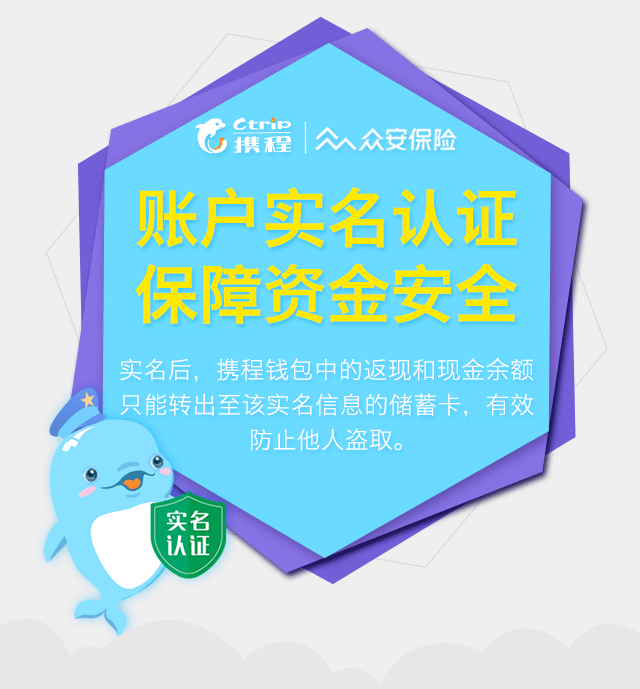 Ctrip
携程
众安保险
账户实名认证
保障资金安全
实名后，携程钱包中的返现和现金余额
只能转出至该实名信息的储蓄卡，有效
防止他人盗取。
实名
认证